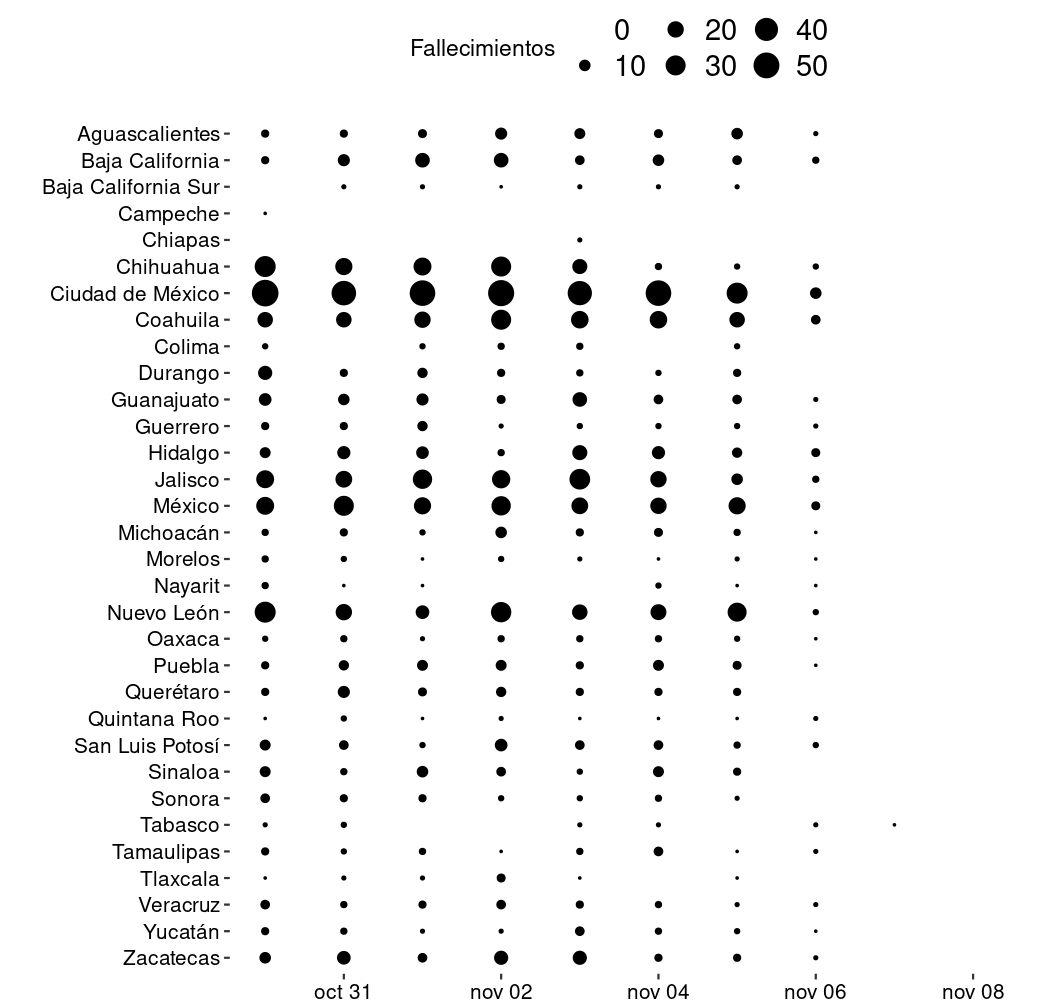 Fallecimientos
0 20 40
10 30 50
Aguascalientes
Baja California
Baja California Sur
Campeche
Chiapas
Chihuahua
Ciudad de México
Coahuila
Colima
Durango
Guanajuato
Guerrero
Hidalgo
Jalisco
México
Michoacán
Morelos
Nayarit
Nuevo León
Oaxaca
Puebla
Querétaro
Quintana Roo
San Luis Potosí
Sinaloa
Sonora
Tabasco
Tamaulipas
Tlaxcala
Veracruz
Yucatán
Zacatecas
oct 31 nov 02 nov 04 nov 06 nov 08